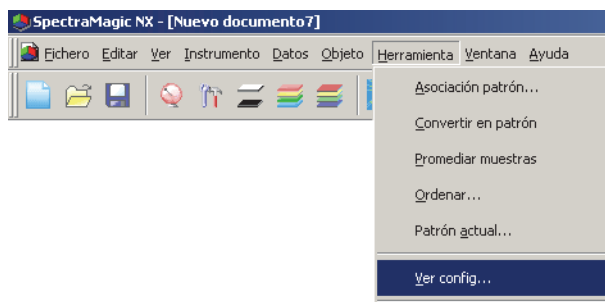 SpectraMagic NX - [Nuevo documento7]
Fichero Editar Ver Instrumento Datos Objeto Herramienta Ventana Ayuda
Asociación patrón...
Convertir en patrón
Promediar muestras
Ordenar...
Patrón actual...
Ver config...